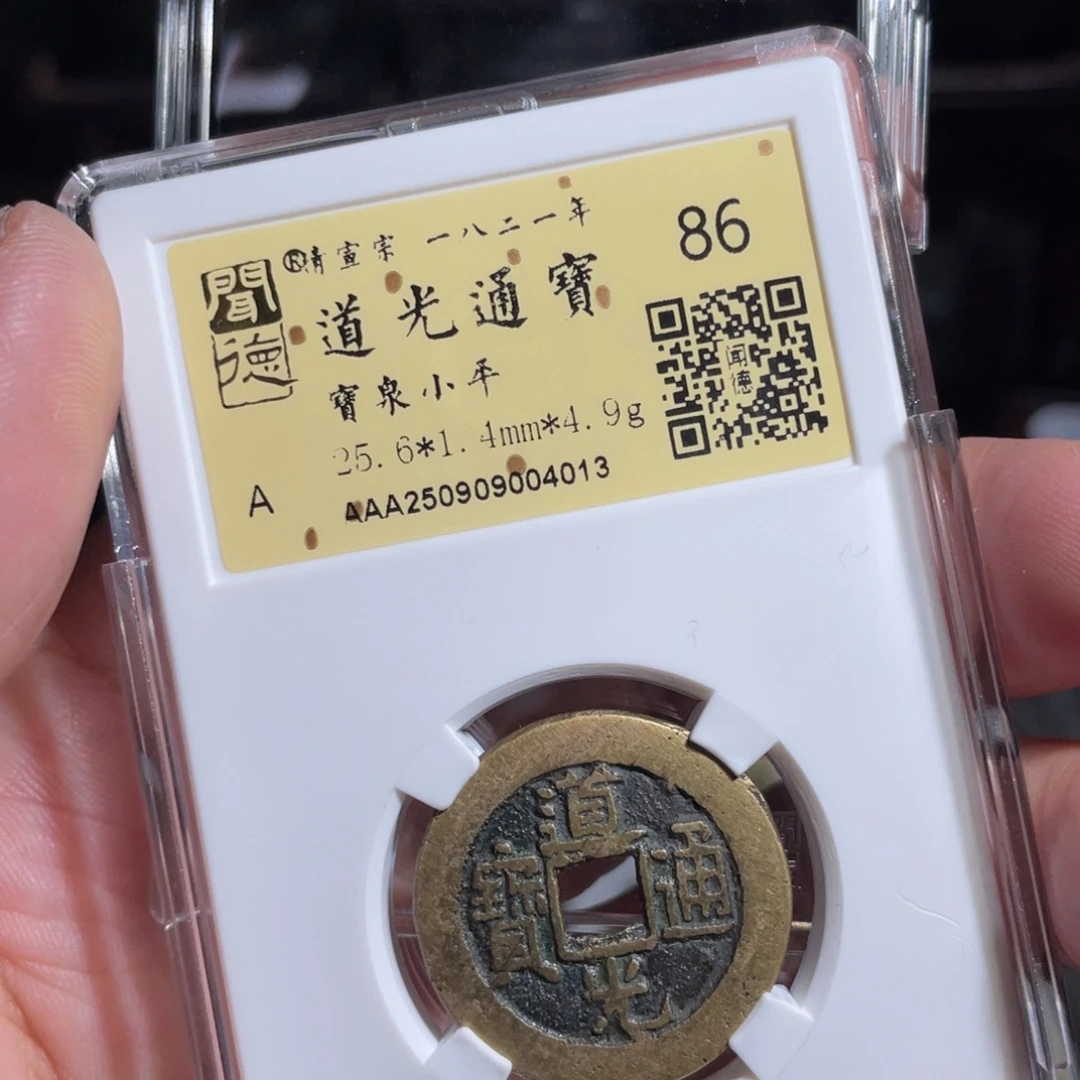 聞德
®清宣宗 一八二一年
86
道光通寶
闻德
寶泉小平
25.6*1.4mm*4.9g
A
AAA250909004013
道光通寶